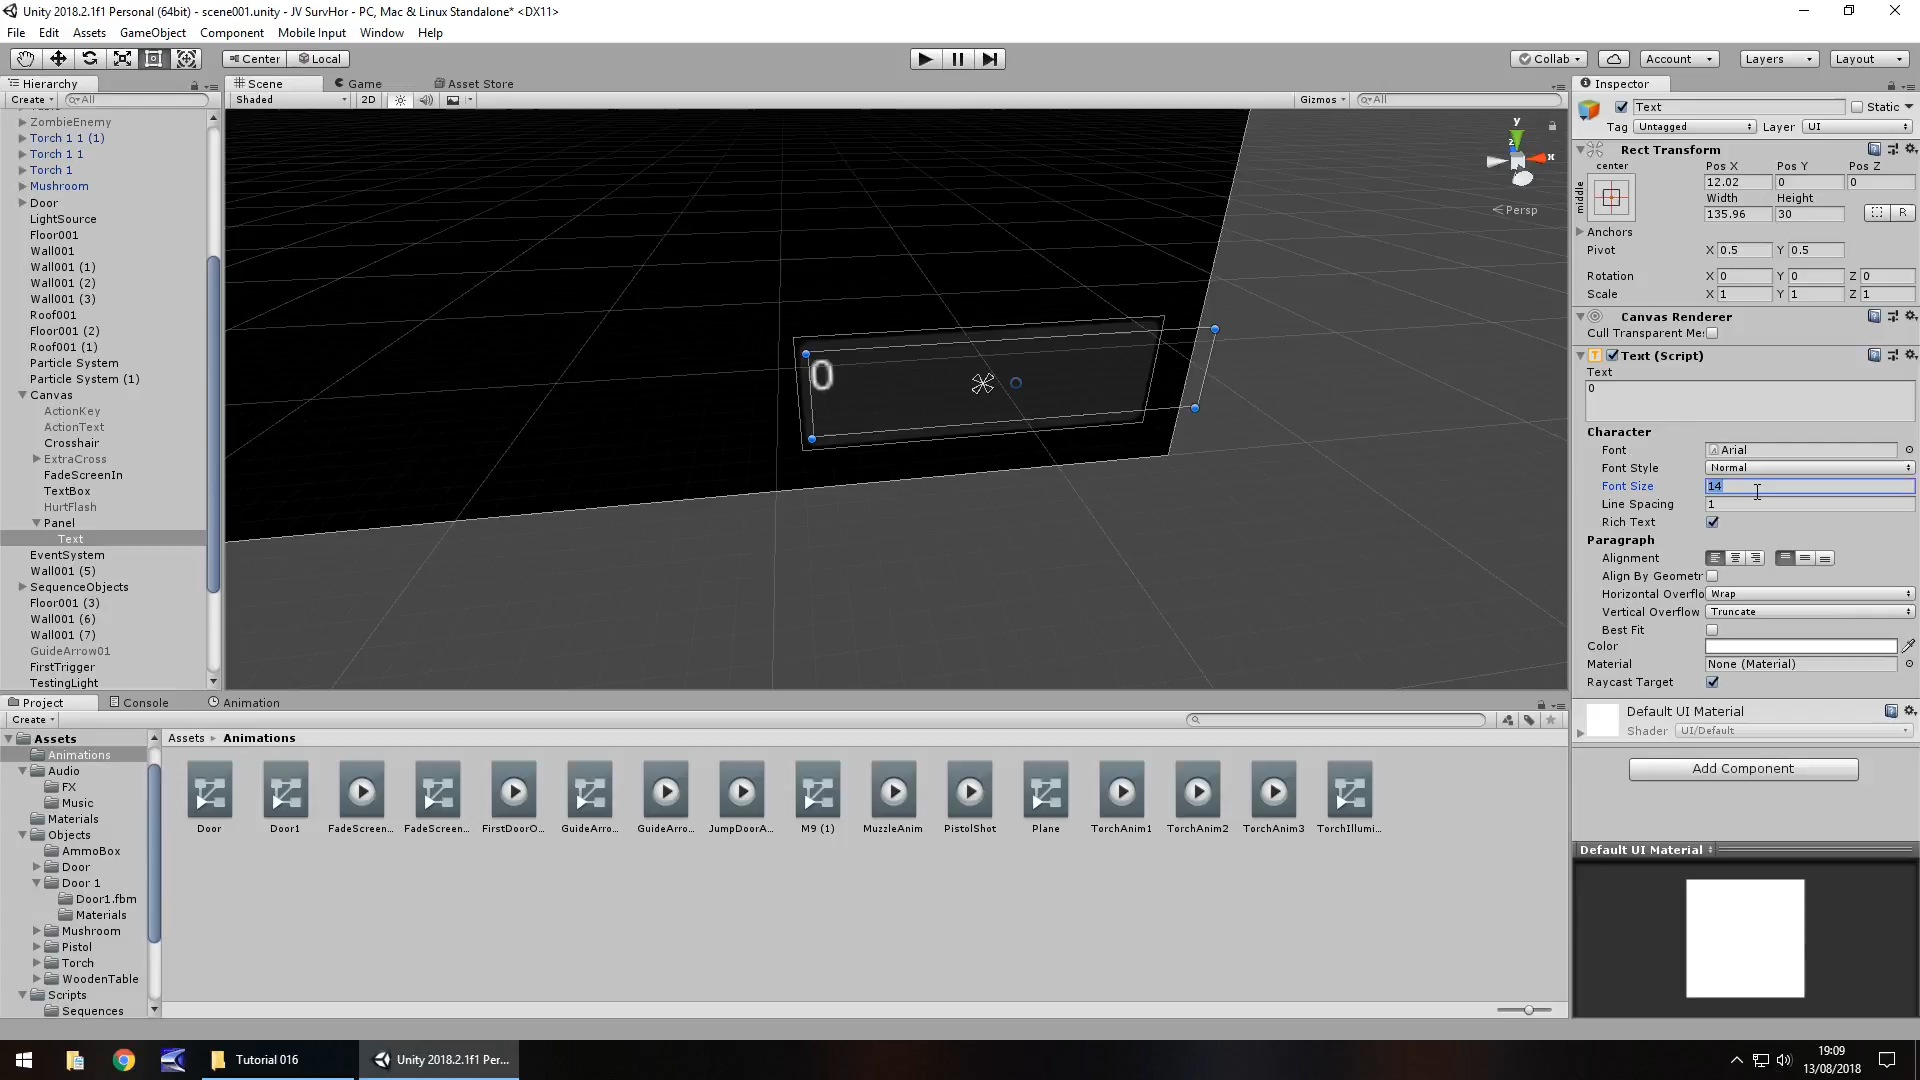 Unity 2018.2.1f1 Personal (64bit) - scene001.unity - JV SurvHor - PC, Mac & Linux Standalone* <DX11>
File Edit Assets GameObject Component Mobile Input Window Help
Center Local Collab Account Layers Layout
Hierarchy
Create All
ZombieEnemy
Torch 1 1 (1)
Torch 1 1
Torch 1
Mushroom
Door
LightSource
Floor001
Wall001
Wall001 (1)
Wall001 (2)
Wall001 (3)
Roof001
Floor001 (2)
Roof001 (1)
Particle System
Particle System (1)
Canvas
ActionKey
ActionText
Crosshair
ExtraCross
FadeScreenIn
TextBox
HurtFlash
Panel
Text
EventSystem
Wall001 (5)
SequenceObjects
Floor001 (3)
Wall001 (6)
Wall001 (7)
GuideArrow01
FirstTrigger
TestingLight
Scene Game Asset Store
Shaded 2D Gizmos All
y
z
x
Persp
0
Inspector
Text Static
Tag Untagged Layer UI
Rect Transform
center
middle
Pos X Pos Y Pos Z
12.02 0 0
Width Height
135.96 30 R
Anchors
Pivot X 0.5 Y 0.5
Rotation X 0 Y 0 Z 0
Scale X 1 Y 1 Z 1
Canvas Renderer
Cull Transparent Me:
Text (Script)
Text
0
Character
Font Arial
Font Style Normal
Font Size 14
Line Spacing 1
Rich Text
Paragraph
Alignment
Align By Geometr
Horizontal Overflo Wrap
Vertical Overflow Truncate
Best Fit
Color
Material None (Material)
Raycast Target
Default UI Material
Shader UI/Default
Add Component
Default UI Material
Project Console Animation
Create
Assets
Animations
Audio
FX
Music
Materials
Objects
AmmoBox
Door
Door 1
Door1.fbm
Materials
Mushroom
Pistol
Torch
WoodenTable
Scripts
Sequences
Assets Animations
Door Door1 FadeScreen... FadeScreen... FirstDoorO... GuideArro... GuideArro... JumpDoorA... M9 (1) MuzzleAnim PistolShot Plane TorchAnim1 TorchAnim2 TorchAnim3 TorchIllumi...
Tutorial 016
Unity 2018.2.1f1 Per...
19:09
13/08/2018